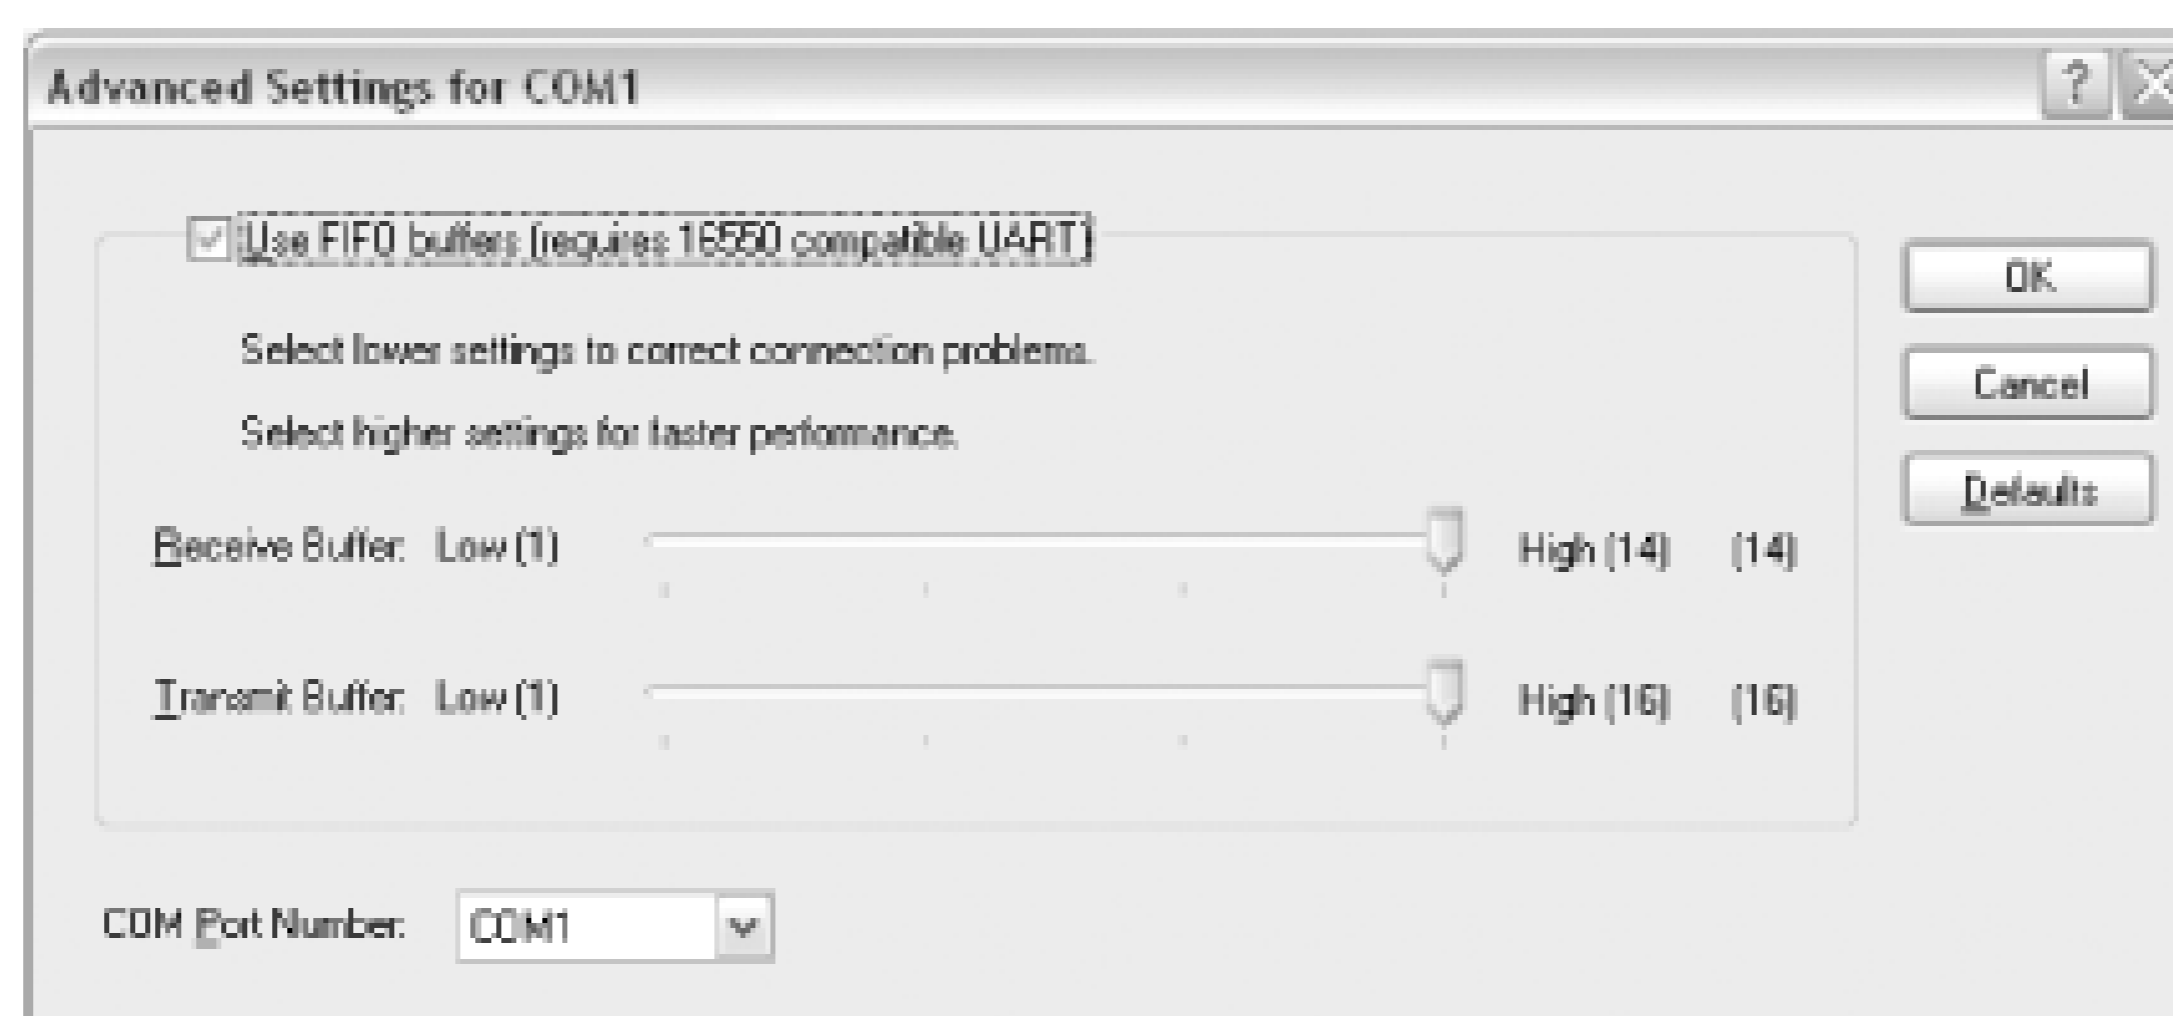 Advanced Settings for COM1
?
Use FIFO buffers (requires 16550 compatible UART)
Select lower settings to correct connection problems.
Select higher settings for faster performance.
Receive Buffer: Low (1) High (14) (14)
Transmit Buffer: Low (1) High (16) (16)
OK
Cancel
Defaults
COM Port Number: COM1